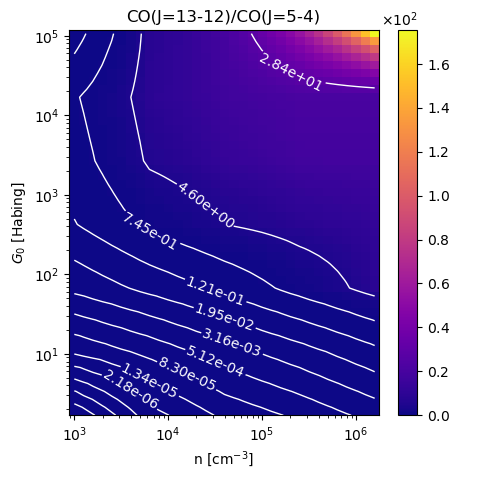 CO(J=13-12)/CO(J=5-4)
×10²
10⁵
10⁴
10³
10²
10¹
G₀ [Habing]
2.84e+01
4.60e+00
7.45e-01
1.21e-01
1.95e-02
3.16e-03
5.12e-04
8.30e-05
1.34e-05
2.18e-06
10³
10⁴
10⁵
10⁶
n [cm⁻³]
1.6
1.4
1.2
1.0
0.8
0.6
0.4
0.2
0.0